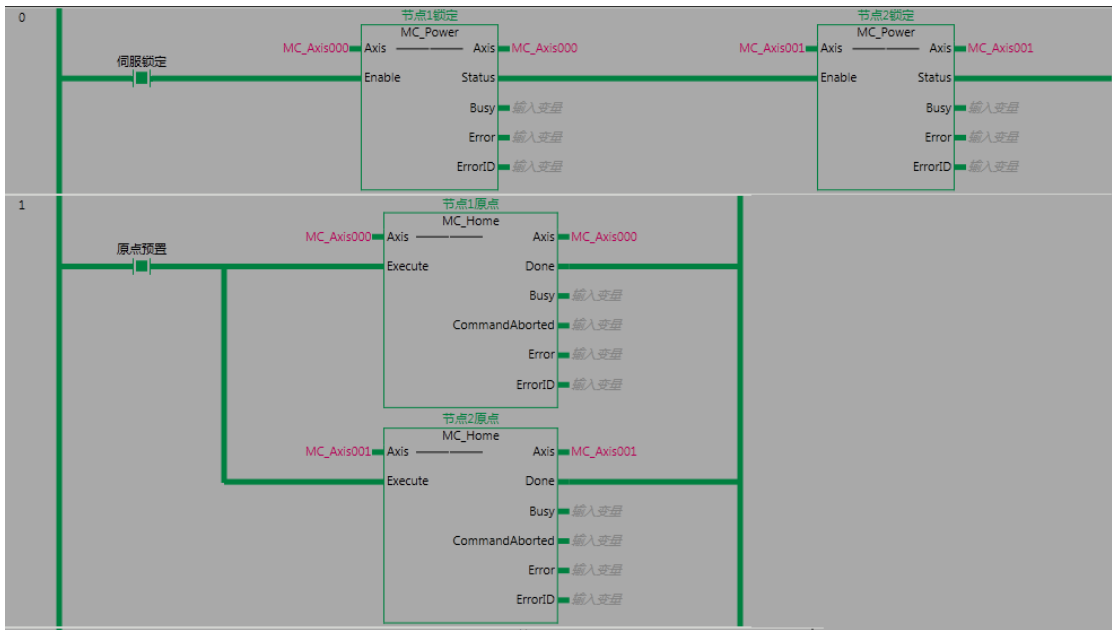 0
节点1锁定
节点2锁定
MC_Power
MC_Power
MC_Axis000 Axis Axis MC_Axis000
MC_Axis001 Axis Axis MC_Axis001
伺服锁定
Enable Status
Enable Status
Busy 输入变量
Busy 输入变量
Error 输入变量
Error 输入变量
ErrorID 输入变量
ErrorID 输入变量
1
节点1原点
MC_Home
MC_Axis000 Axis Axis MC_Axis000
原点预置
Execute Done
Busy 输入变量
CommandAborted 输入变量
Error 输入变量
ErrorID 输入变量
节点2原点
MC_Home
MC_Axis001 Axis Axis MC_Axis001
Execute Done
Busy 输入变量
CommandAborted 输入变量
Error 输入变量
ErrorID 输入变量